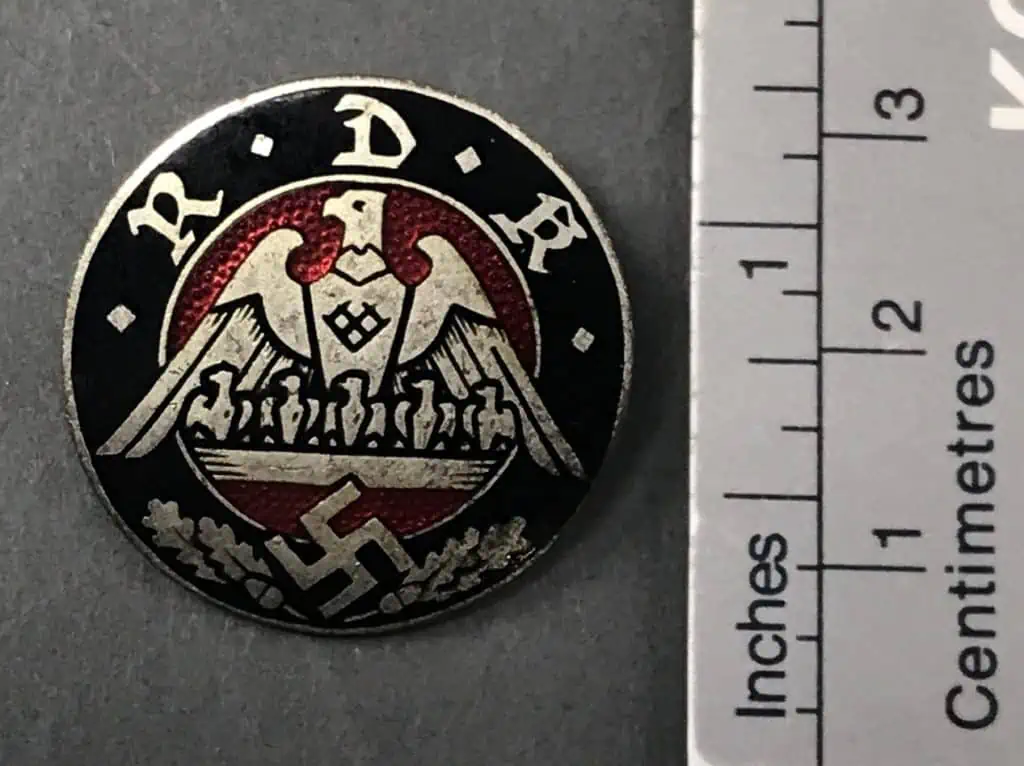 R D K
Inches 1
1 2 3
Centimetres